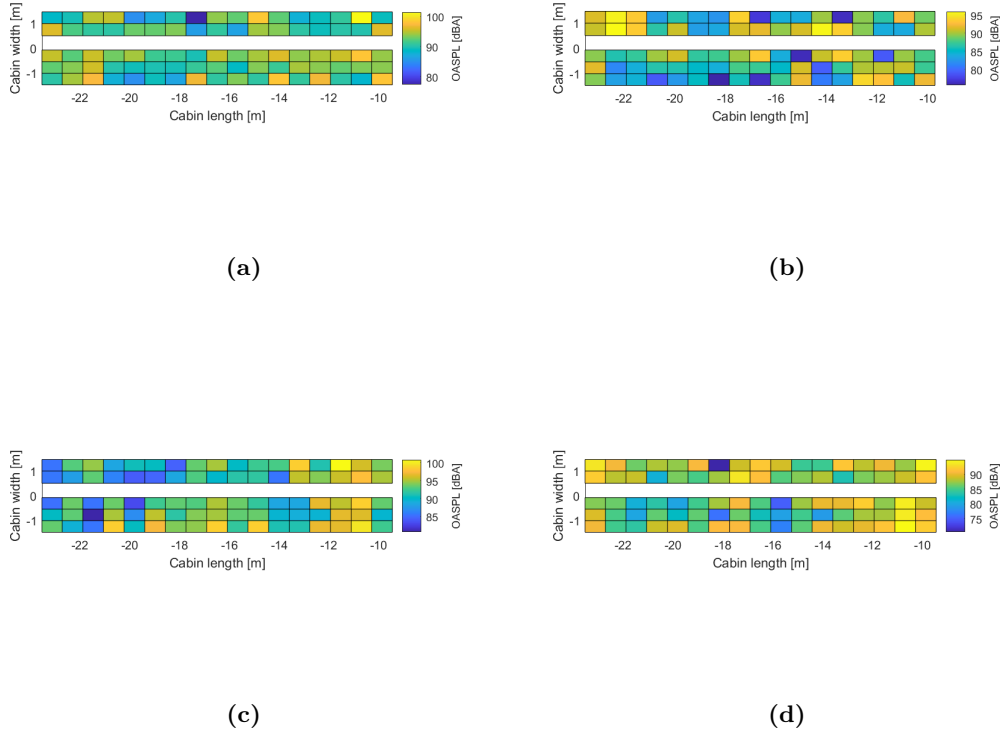 Cabin width [m]
1
0
-1
-22 -20 -18 -16 -14 -12 -10
Cabin length [m]
100
90
80
OASPL [dBA]
(a)
Cabin width [m]
1
0
-1
-22 -20 -18 -16 -14 -12 -10
Cabin length [m]
95
90
85
80
OASPL [dBA]
(b)
Cabin width [m]
1
0
-1
-22 -20 -18 -16 -14 -12 -10
Cabin length [m]
100
95
90
85
OASPL [dBA]
(c)
Cabin width [m]
1
0
-1
-22 -20 -18 -16 -14 -12 -10
Cabin length [m]
90
85
80
75
OASPL [dBA]
(d)